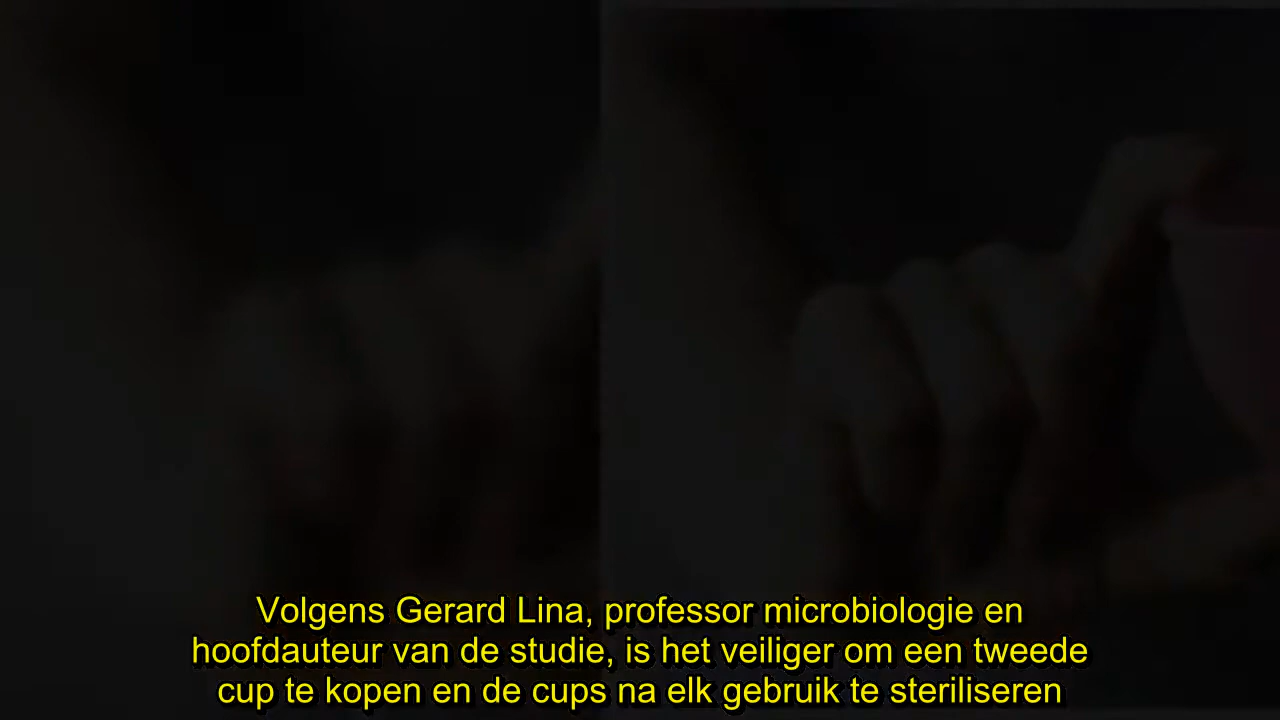 Volgens Gerard Lina, professor microbiologie en
hoofdauteur van de studie, is het veiliger om een tweede
cup te kopen en de cups na elk gebruik te steriliseren